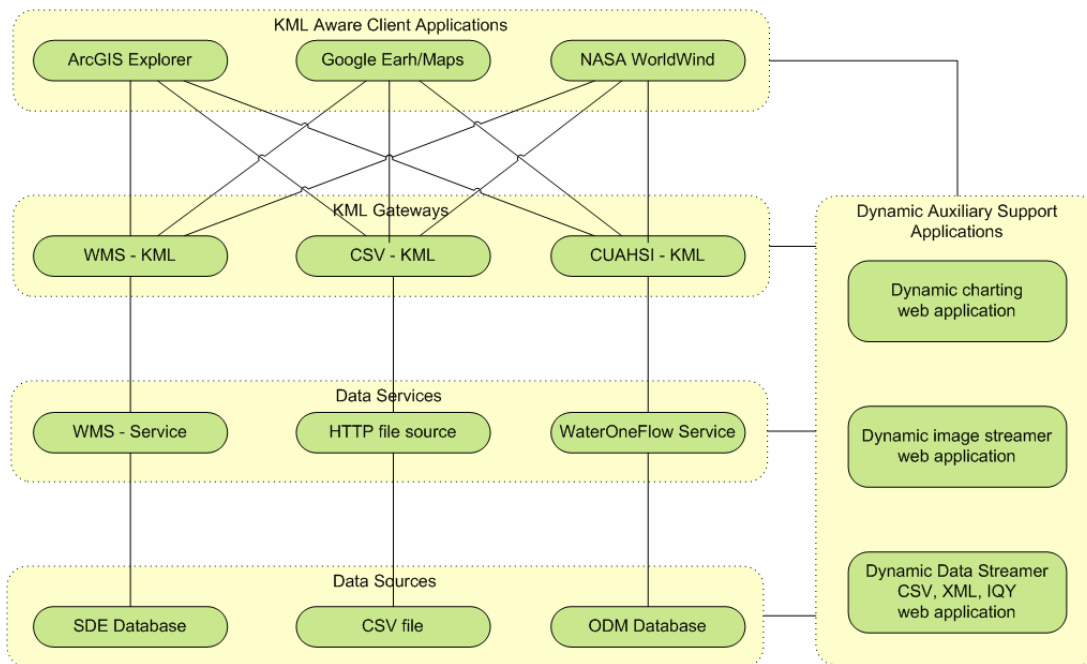 KML Aware Client Applications
ArcGIS Explorer
Google Earh/Maps
NASA WorldWind
KML Gateways
WMS - KML
CSV - KML
CUAHSI - KML
Data Services
WMS - Service
HTTP file source
WaterOneFlow Service
Data Sources
SDE Database
CSV file
ODM Database
Dynamic Auxiliary Support
Applications
Dynamic charting
web application
Dynamic image streamer
web application
Dynamic Data Streamer
CSV, XML, IQY
web application